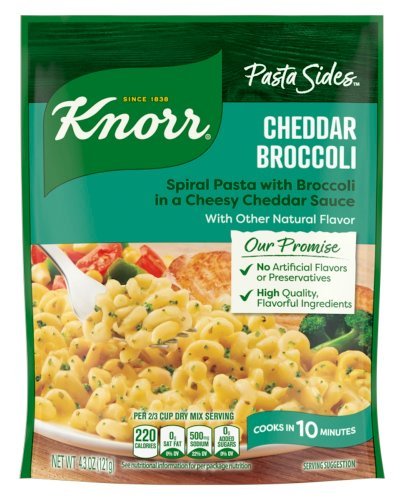 SINCE 1838
Knorr®
Pasta Sides™
CHEDDAR
BROCCOLI
Spiral Pasta with Broccoli
in a Cheesy Cheddar Sauce
With Other Natural Flavor
Our Promise
✓ No Artificial Flavors
or Preservatives
✓ High Quality,
Flavorful Ingredients
PER 2/3 CUP DRY MIX SERVING
220
CALORIES
0g
SAT FAT
0% DV
500mg
SODIUM
22% DV
0g
ADDED
SUGARS
0% DV
See nutritional information for per package nutrition
COOKS IN 10 MINUTES
NET WT 4.3 OZ (121g)
SERVING SUGGESTION